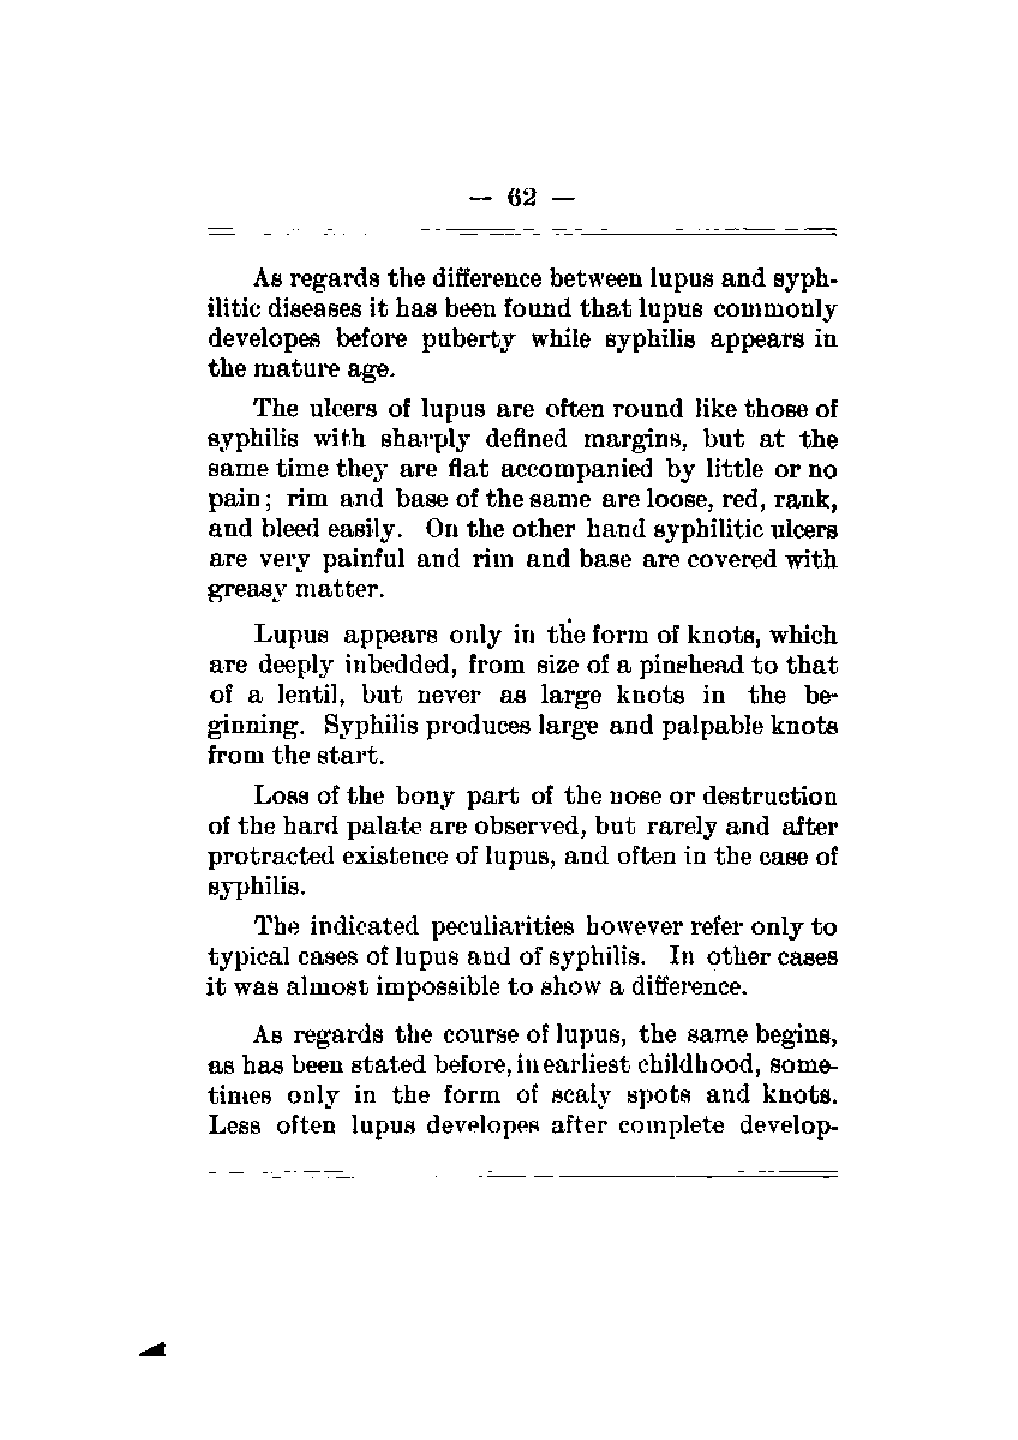 — 62 —
As regards the difference between lupus and syph-
ilitic diseases it has been found that lupus commonly
developes before puberty while syphilis appears in
the mature age.
The ulcers of lupus are often round like those of
syphilis with sharply defined margins, but at the
same time they are flat accompanied by little or no
pain; rim and base of the same are loose, red, rank,
and bleed easily. On the other hand syphilitic ulcers
are very painful and rim and base are covered with
greasy matter.
Lupus appears only in the form of knots, which
are deeply inbedded, from size of a pinshead to that
of a lentil, but never as large knots in the be-
ginning. Syphilis produces large and palpable knots
from the start.
Loss of the bony part of the nose or destruction
of the hard palate are observed, but rarely and after
protracted existence of lupus, and often in the case of
syphilis.
The indicated peculiarities however refer only to
typical cases of lupus and of syphilis. In other cases
it was almost impossible to show a difference.
As regards the course of lupus, the same begins,
as has been stated before, in earliest childhood, some-
times only in the form of scaly spots and knots.
Less often lupus developes after complete develop-